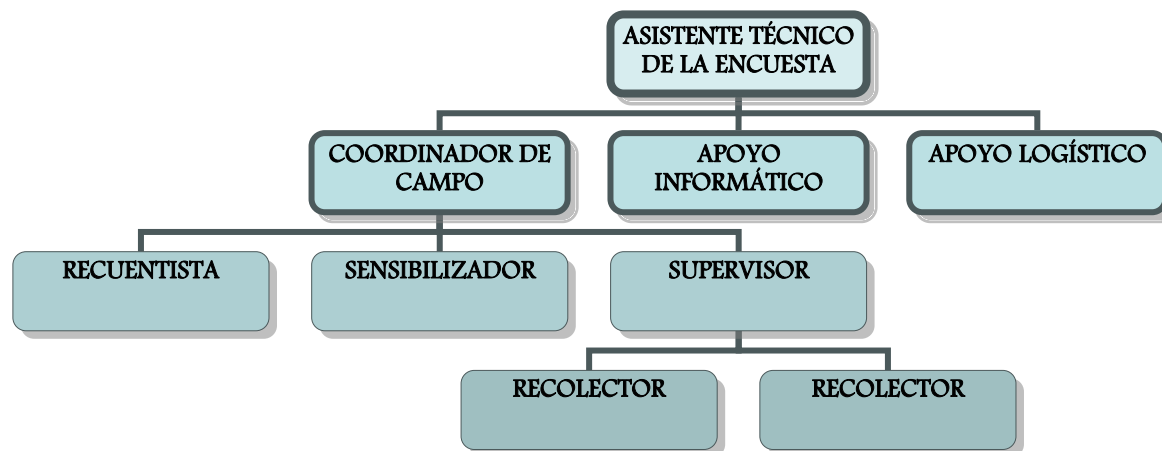 ASISTENTE TÉCNICO
DE LA ENCUESTA
COORDINADOR DE
CAMPO
APOYO
INFORMÁTICO
APOYO LOGÍSTICO
RECUENTISTA
SENSIBILIZADOR
SUPERVISOR
RECOLECTOR
RECOLECTOR